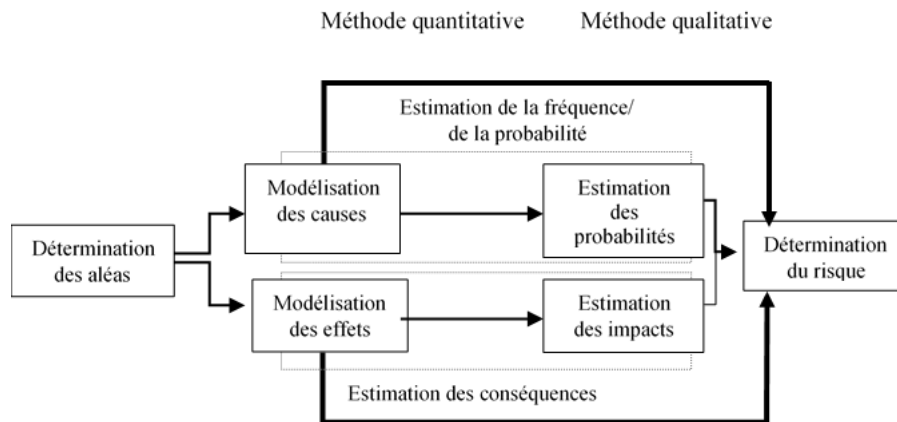 Méthode quantitative Méthode qualitative
Estimation de la fréquence/
de la probabilité
Modélisation
des causes
Estimation
des
probabilités
Détermination
des aléas
Détermination
du risque
Modélisation
des effets
Estimation
des impacts
Estimation des conséquences